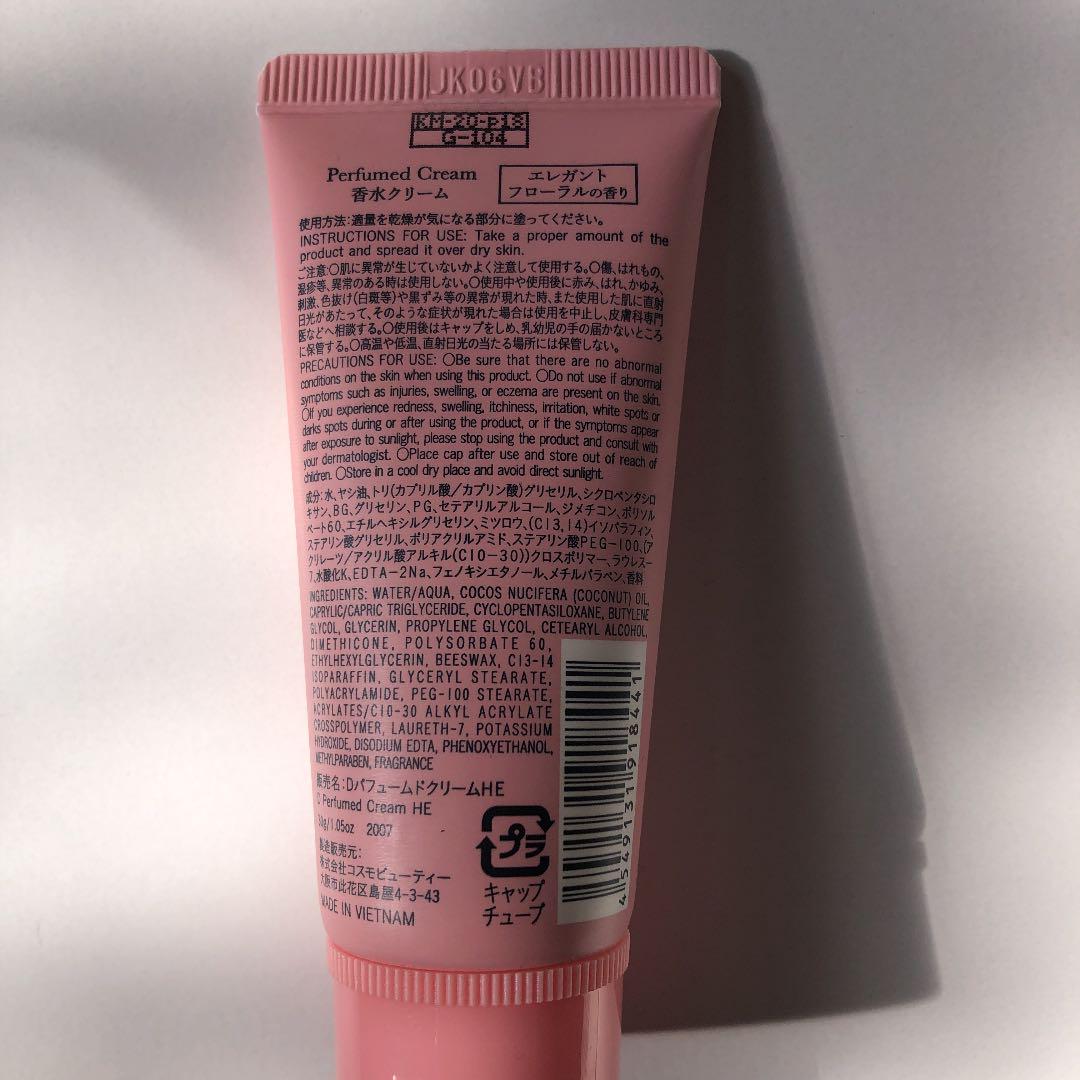 JK06VB
G-104
Perfumed Cream
香水クリーム
エレガント
フローラルの香り
使用方法:適量を乾燥が気になる部分に塗ってください。
INSTRUCTIONS FOR USE: Take a proper amount of the
product and spread it over dry skin.
ご注意:〇肌に異常が生じていないかよく注意して使用する。〇傷、はれもの、
湿疹等、異常のある時は使用しない。〇使用中や使用後に赤み、はれ、かゆみ、
刺激、色抜け(白斑等)や黒ずみ等の異常が現れた時、また使用した肌に直射
日光があたって、そのような症状が現れた場合は使用を中止し、皮膚科専門
医などへ相談する。〇使用後はキャップをしめ、乳幼児の手の届かないところ
に保管する。〇高温や低温、直射日光の当たる場所には保管しない。
PRECAUTIONS FOR USE: 〇Be sure that there are no abnormal
conditions on the skin when using this product. 〇Do not use if abnormal
symptoms such as injuries, swelling, or eczema are present on the skin.
〇If you experience redness, swelling, itchiness, irritation, white spots or
darks spots during or after using the product, or if the symptoms appear
after exposure to sunlight, please stop using the product and consult with
your dermatologist. 〇Place cap after use and store out of reach of
children. 〇Store in a cool dry place and avoid direct sunlight.
成分:水、ヤシ油、トリ(カプリル酸/カプリン酸)グリセリル、シクロペンタシロ
キサン、BG、グリセリン、PG、セテアリルアルコール、ジメチコン、ポリソル
ベート60、エチルヘキシルグリセリン、ミツロウ、(C13,14)イソパラフィン、
ステアリン酸グリセリル、ポリアクリルアミド、ステアリン酸PEG-100、(ア
クリレーツ/アクリル酸アルキル(C10-30))クロスポリマー、ラウレス-
7、水酸化K、EDTA-2Na、フェノキシエタノール、メチルパラベン、香料
INGREDIENTS: WATER/AQUA, COCOS NUCIFERA (COCONUT) OIL,
CAPRYLIC/CAPRIC TRIGLYCERIDE, CYCLOPENTASILOXANE, BUTYLENE
GLYCOL, GLYCERIN, PROPYLENE GLYCOL, CETEARYL ALCOHOL,
DIMETHICONE, POLYSORBATE 60,
ETHYLHEXYLGLYCERIN, BEESWAX, C13-14
ISOPARAFFIN, GLYCERYL STEARATE,
POLYACRYLAMIDE, PEG-100 STEARATE,
ACRYLATES/C10-30 ALKYL ACRYLATE
CROSSPOLYMER, LAURETH-7, POTASSIUM
HYDROXIDE, DISODIUM EDTA, PHENOXYETHANOL,
METHYLPARABEN, FRAGRANCE
販売名:DパフュームドクリームHE
D Perfumed Cream HE
30g/1.05oz 2007
製造販売元:
株式会社コスモビューティー
大阪市此花区島屋4-3-43
MADE IN VIETNAM
プラ
キャップ
チューブ
4549131918441